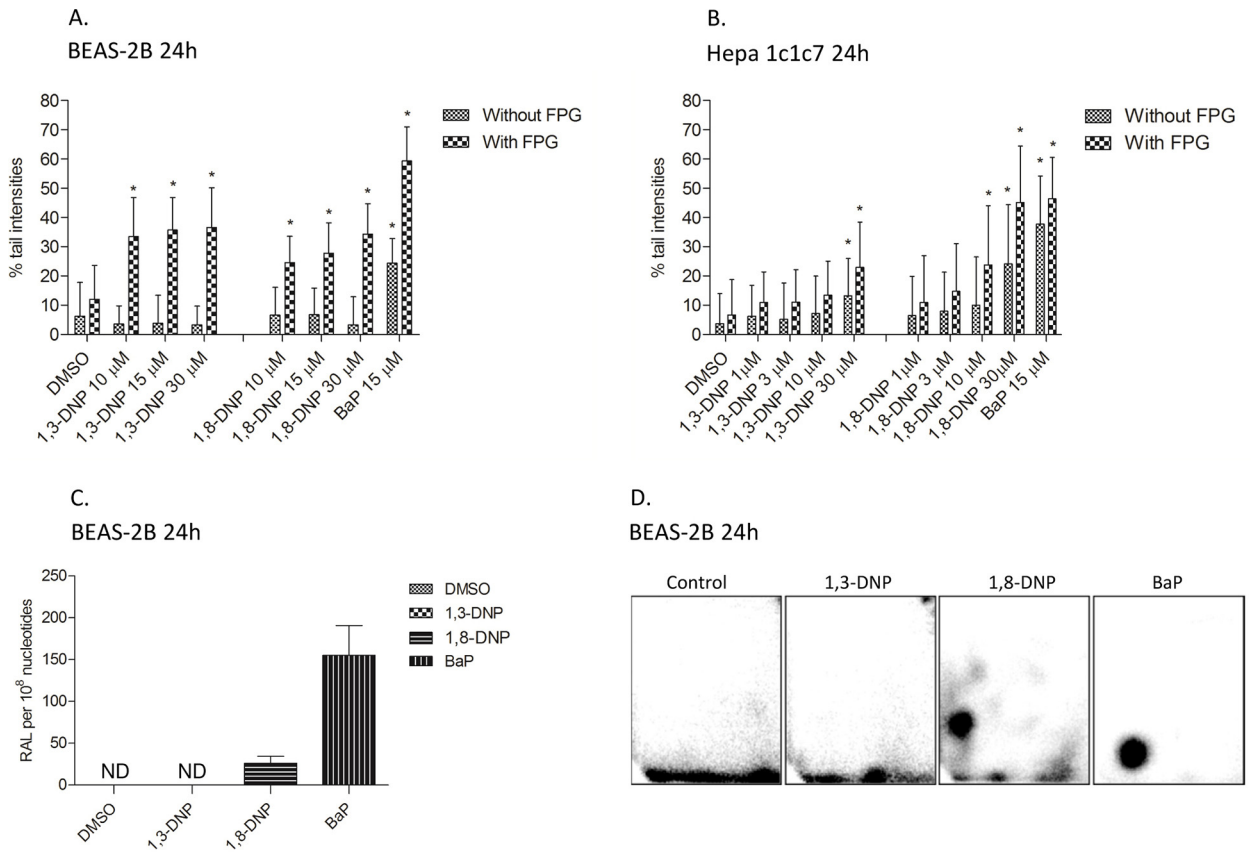 A.
BEAS-2B 24h
% tail intensities
80
70
60
50
40
30
20
10
0
* * * * * * * *
DMSO
1,3-DNP 10 μM
1,3-DNP 15 μM
1,3-DNP 30 μM
1,8-DNP 10 μM
1,8-DNP 15 μM
1,8-DNP 30 μM
BaP 15 μM
Without FPG
With FPG
B.
Hepa 1c1c7 24h
% tail intensities
80
70
60
50
40
30
20
10
0
* * * * * * *
DMSO
1,3-DNP 1μM
1,3-DNP 3 μM
1,3-DNP 10 μM
1,3-DNP 30 μM
1,8-DNP 1μM
1,8-DNP 3 μM
1,8-DNP 10 μM
1,8-DNP 30μM
BaP 15 μM
Without FPG
With FPG
C.
BEAS-2B 24h
RAL per 10⁸ nucleotides
250
200
150
100
50
0
ND ND
DMSO
1,3-DNP
1,8-DNP
BaP
DMSO
1,3-DNP
1,8-DNP
BaP
D.
BEAS-2B 24h
Control 1,3-DNP 1,8-DNP BaP